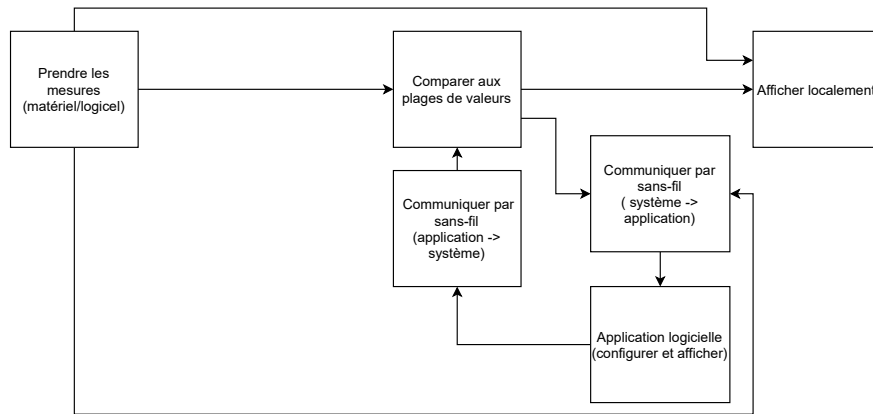 Prendre les
mesures
(matériel/logicel)
Comparer aux
plages de valeurs
Afficher localement
Communiquer par
sans-fil
( système ->
application)
Communiquer par
sans-fil
(application ->
système)
Application logicielle
(configurer et afficher)